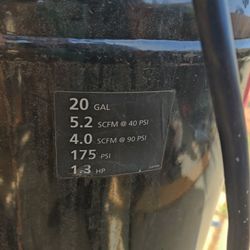 20 GAL
5.2 SCFM @ 40 PSI
4.0 SCFM @ 90 PSI
175 PSI
1.3 HP